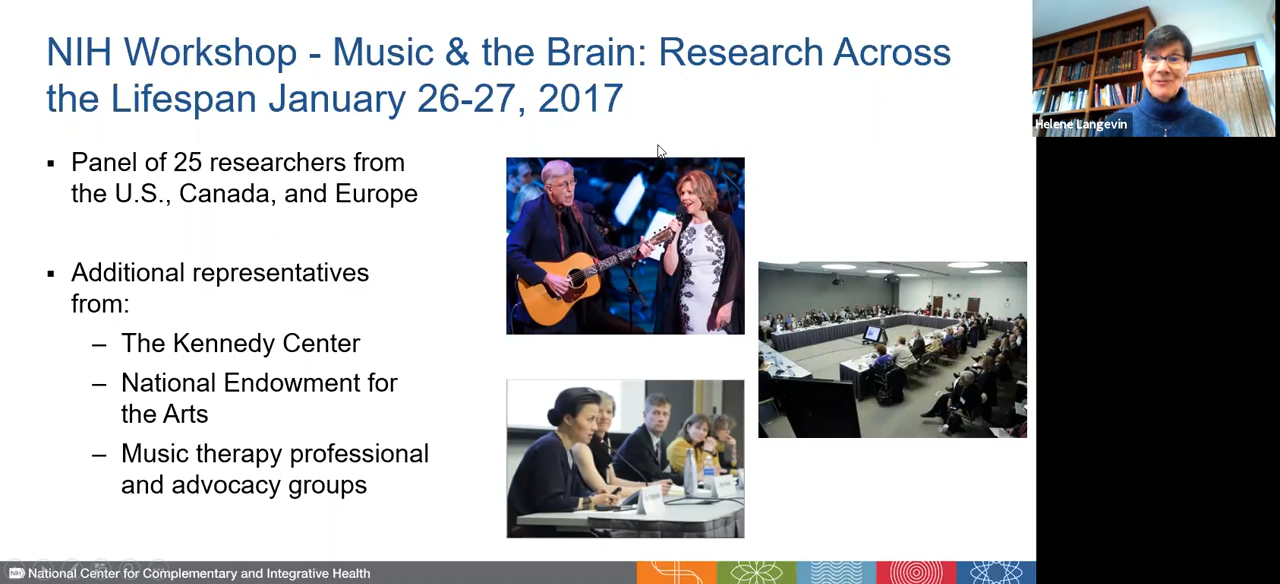 NIH Workshop - Music & the Brain: Research Across
the Lifespan January 26-27, 2017
Helene Langevin
▪ Panel of 25 researchers from
the U.S., Canada, and Europe
▪ Additional representatives
from:
– The Kennedy Center
– National Endowment for
the Arts
– Music therapy professional
and advocacy groups
NIH National Center for Complementary and Integrative Health